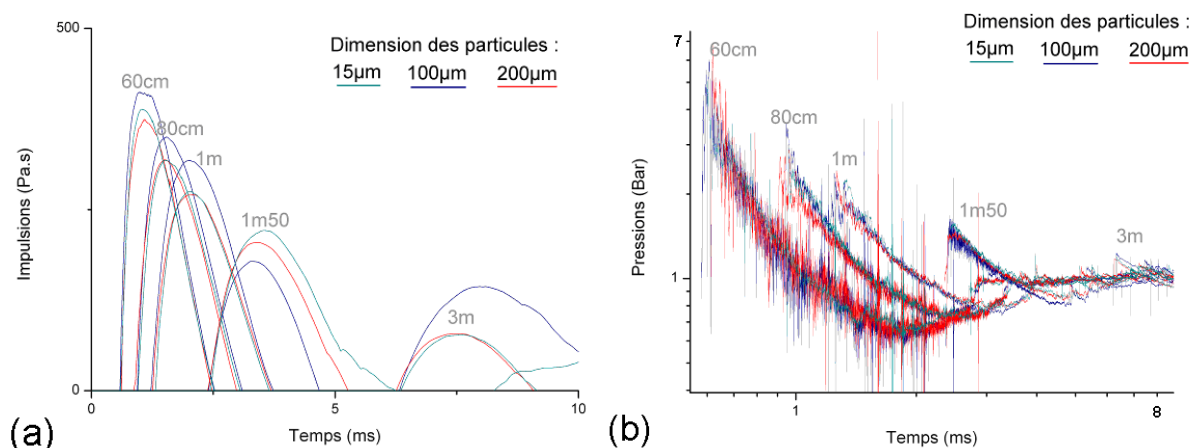 500
Dimension des particules :
15µm 100µm 200µm
60cm
80cm
1m
1m50
3m
Impulsions (Pa.s)
0
0 5 10
Temps (ms)
(a)
7
Dimension des particules :
15µm 100µm 200µm
60cm
80cm
1m
1m50
3m
Pressions (Bar)
1
1 8
Temps (ms)
(b)